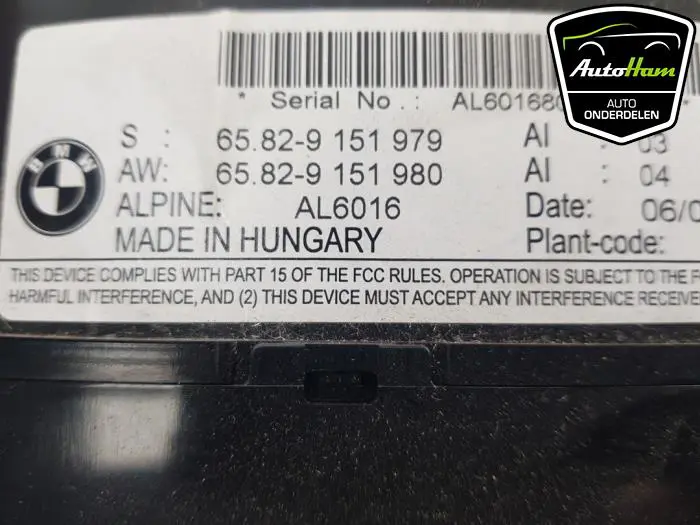 AutoHam
AUTO
ONDERDELEN
* Serial No.: AL60168
BMW
S : 65.82-9 151 979 AI : 03
AW: 65.82-9 151 980 AI : 04
ALPINE: AL6016 Date: 06/0
MADE IN HUNGARY Plant-code:
THIS DEVICE COMPLIES WITH PART 15 OF THE FCC RULES. OPERATION IS SUBJECT TO THE F
HARMFUL INTERFERENCE, AND (2) THIS DEVICE MUST ACCEPT ANY INTERFERENCE RECEIVE